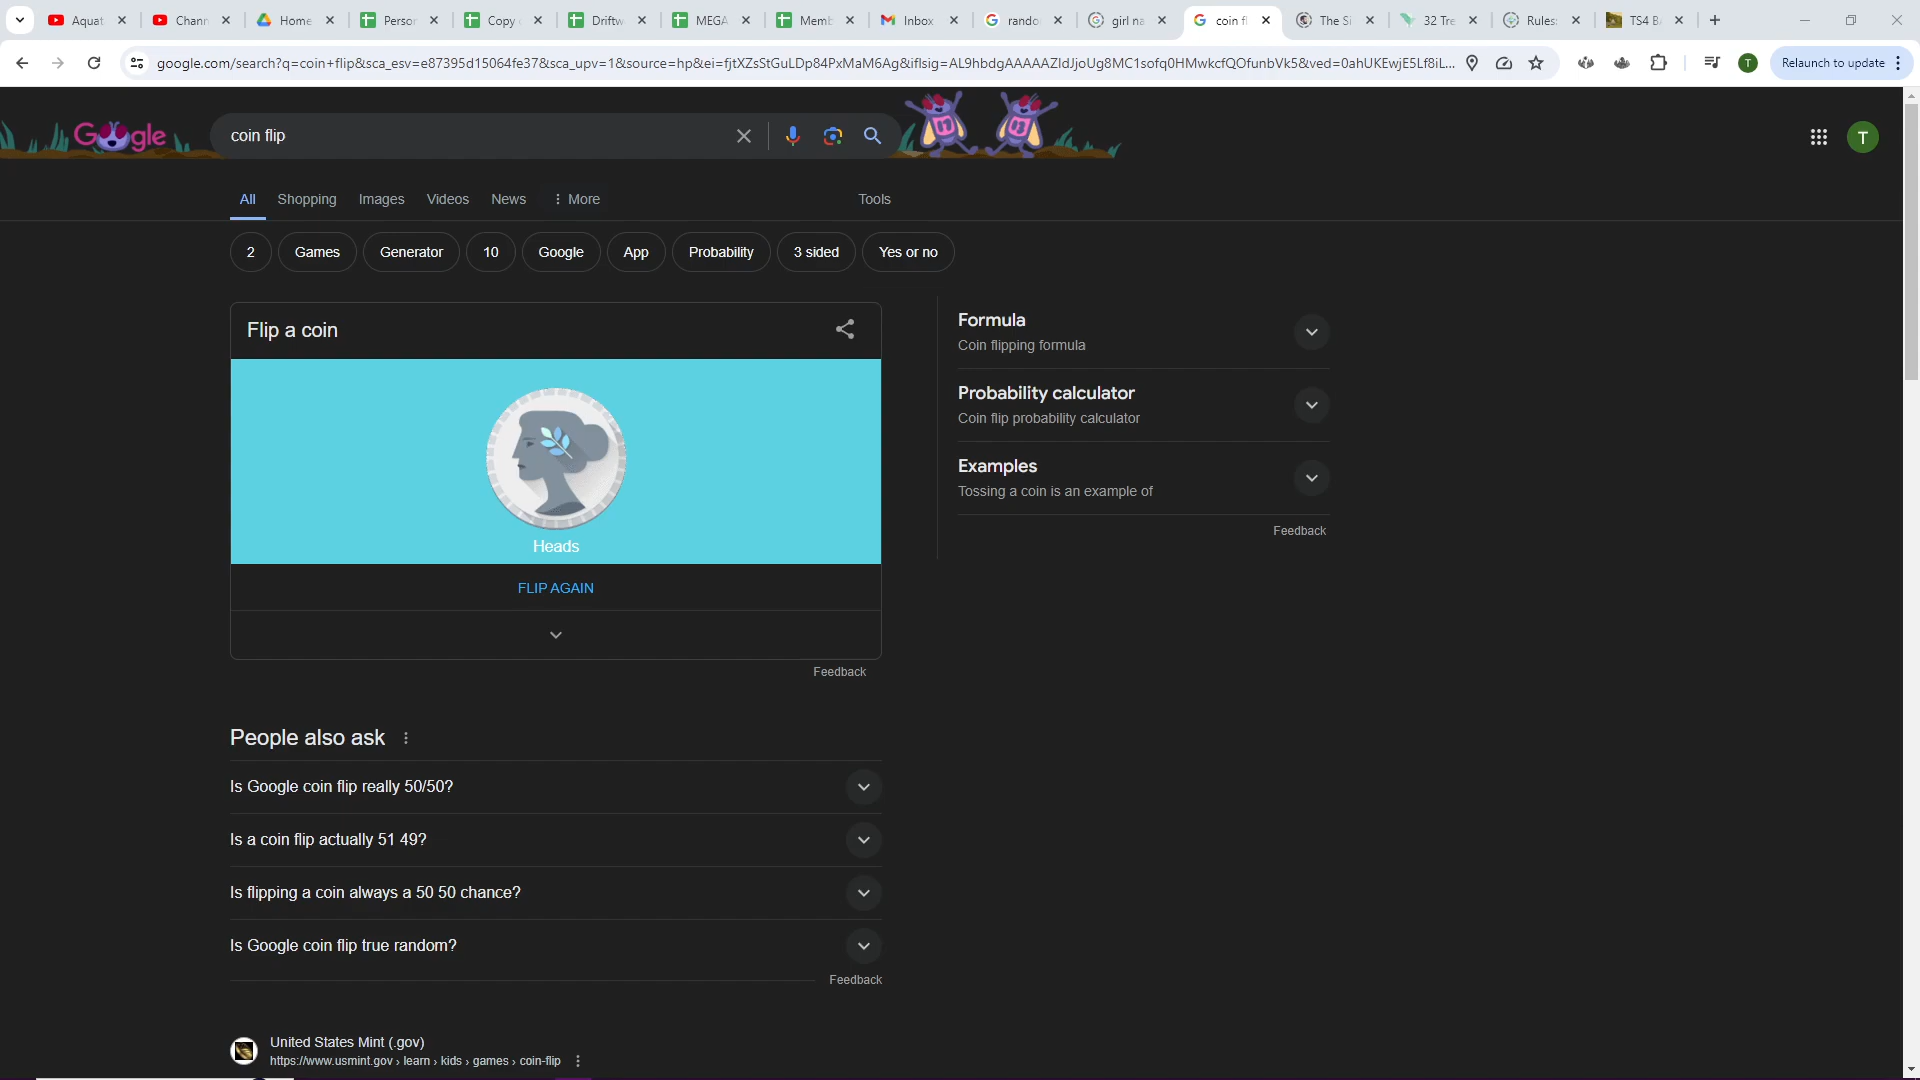 Aquat
Chann
Home
Person
Copy
Driftw
MEGA
Memb
Inbox
rando
girl na
coin fl
The Si
32 Tre
Rules:
TS4 B
google.com/search?q=coin+flip&sca_esv=e87395d15064fe37&sca_upv=1&source=hp&ei=fjtXZsStGuLDp84PxMaM6Ag&iflsig=AL9hbdgAAAAAZldJjoUg8MC1sofq0HMwkcfQOfunbVk5&ved=0ahUKEwjE5Lf8iL...
T
Relaunch to update
Google
coin flip
T
All
Shopping
Images
Videos
News
More
Tools
2
Games
Generator
10
Google
App
Probability
3 sided
Yes or no
Flip a coin
Heads
FLIP AGAIN
Feedback
Formula
Coin flipping formula
Probability calculator
Coin flip probability calculator
Examples
Tossing a coin is an example of
Feedback
People also ask
Is Google coin flip really 50/50?
Is a coin flip actually 51 49?
Is flipping a coin always a 50 50 chance?
Is Google coin flip true random?
Feedback
United States Mint (.gov)
https://www.usmint.gov › learn › kids › games › coin-flip